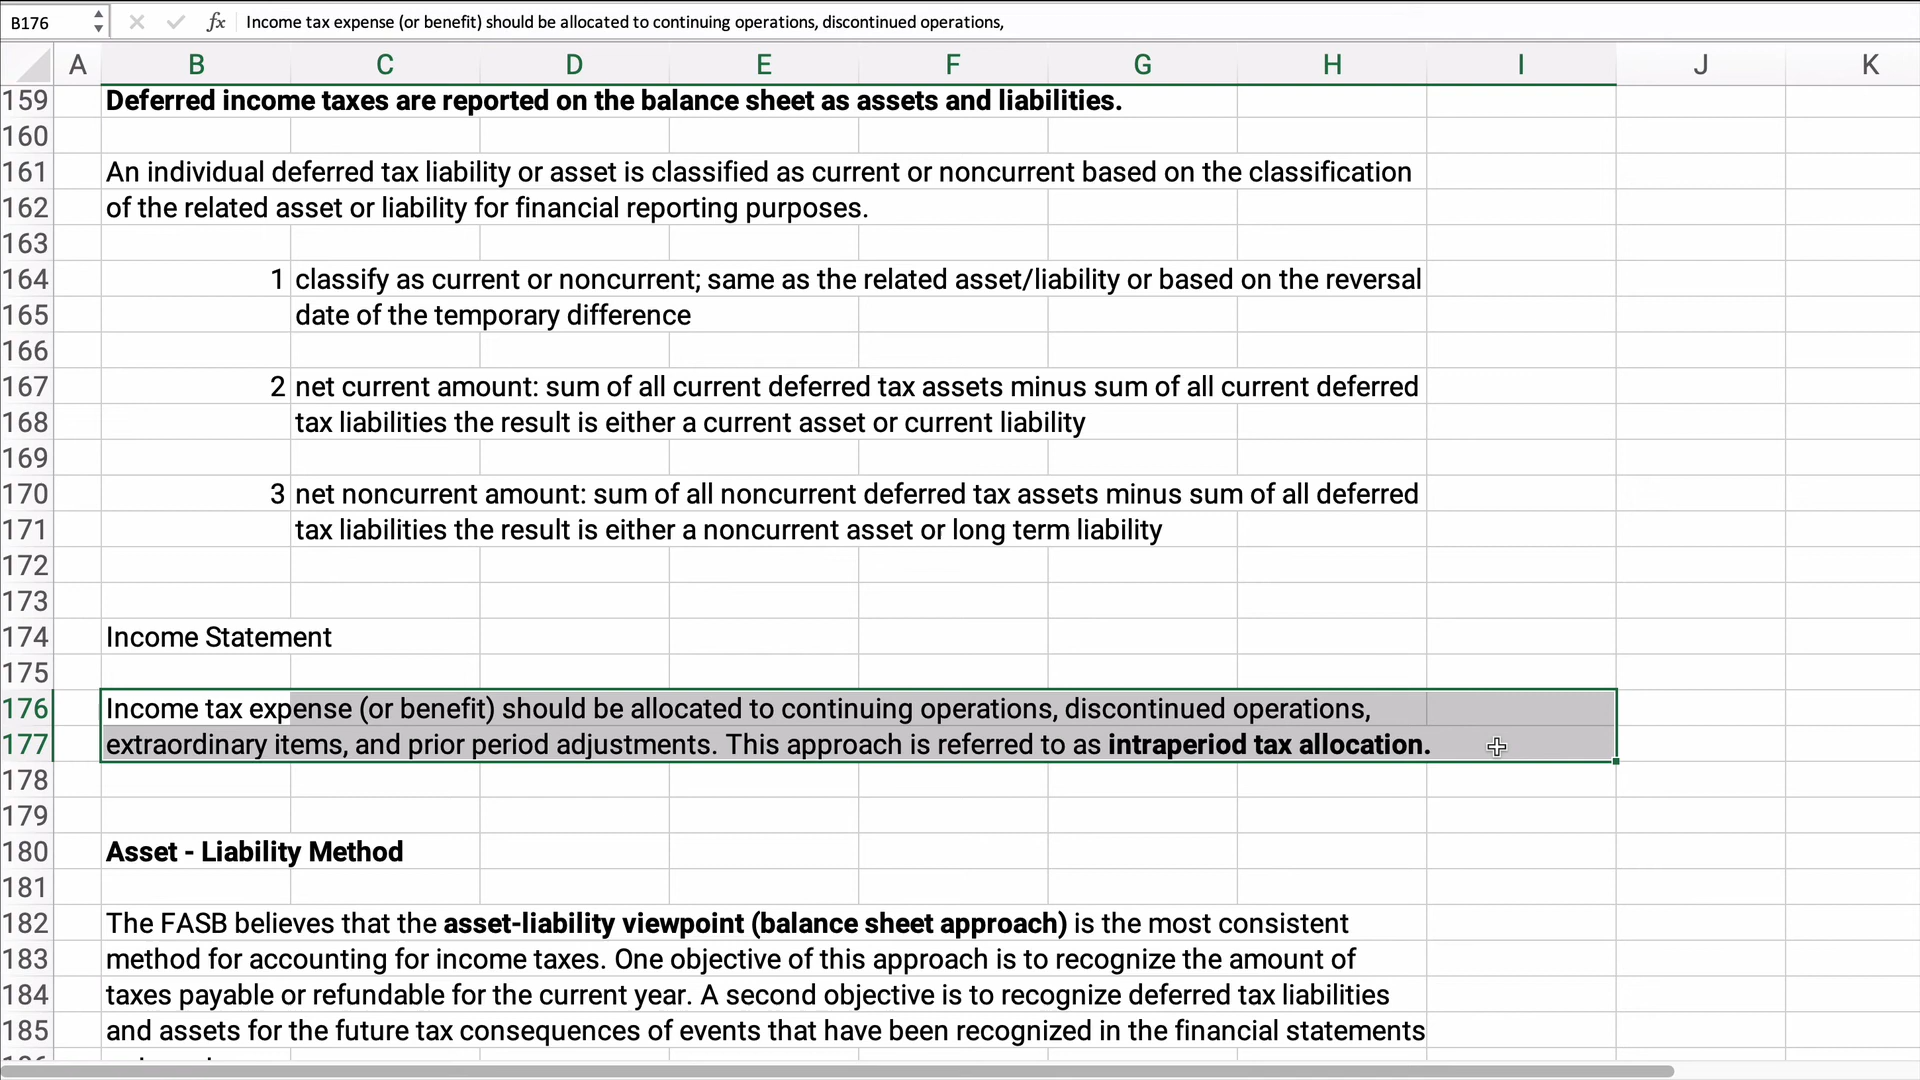 B176 fx Income tax expense (or benefit) should be allocated to continuing operations, discontinued operations,
A B C D E F G H I J K
159 Deferred income taxes are reported on the balance sheet as assets and liabilities.
160
161 An individual deferred tax liability or asset is classified as current or noncurrent based on the classification
162 of the related asset or liability for financial reporting purposes.
163
164 1 classify as current or noncurrent; same as the related asset/liability or based on the reversal
165 date of the temporary difference
166
167 2 net current amount: sum of all current deferred tax assets minus sum of all current deferred
168 tax liabilities the result is either a current asset or current liability
169
170 3 net noncurrent amount: sum of all noncurrent deferred tax assets minus sum of all deferred
171 tax liabilities the result is either a noncurrent asset or long term liability
172
173
174 Income Statement
175
176 Income tax expense (or benefit) should be allocated to continuing operations, discontinued operations,
177 extraordinary items, and prior period adjustments. This approach is referred to as intraperiod tax allocation.
178
179
180 Asset - Liability Method
181
182 The FASB believes that the asset-liability viewpoint (balance sheet approach) is the most consistent
183 method for accounting for income taxes. One objective of this approach is to recognize the amount of
184 taxes payable or refundable for the current year. A second objective is to recognize deferred tax liabilities
185 and assets for the future tax consequences of events that have been recognized in the financial statements